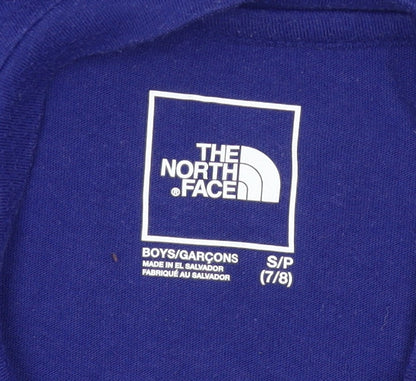 THE
NORTH
®FACE
BOYS/GARÇONS
MADE IN EL SALVADOR
FABRIQUÉ AU SALVADOR
S/P
(7/8)